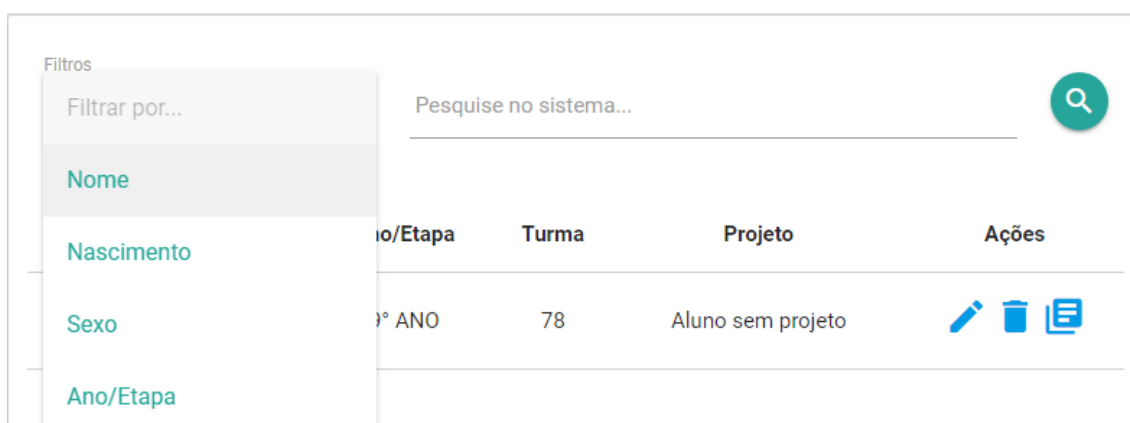 Filtros
Filtrar por...
Pesquise no sistema...
Nome
Nascimento
Sexo
Ano/Etapa
o/Etapa Turma Projeto Ações
9° ANO 78 Aluno sem projeto